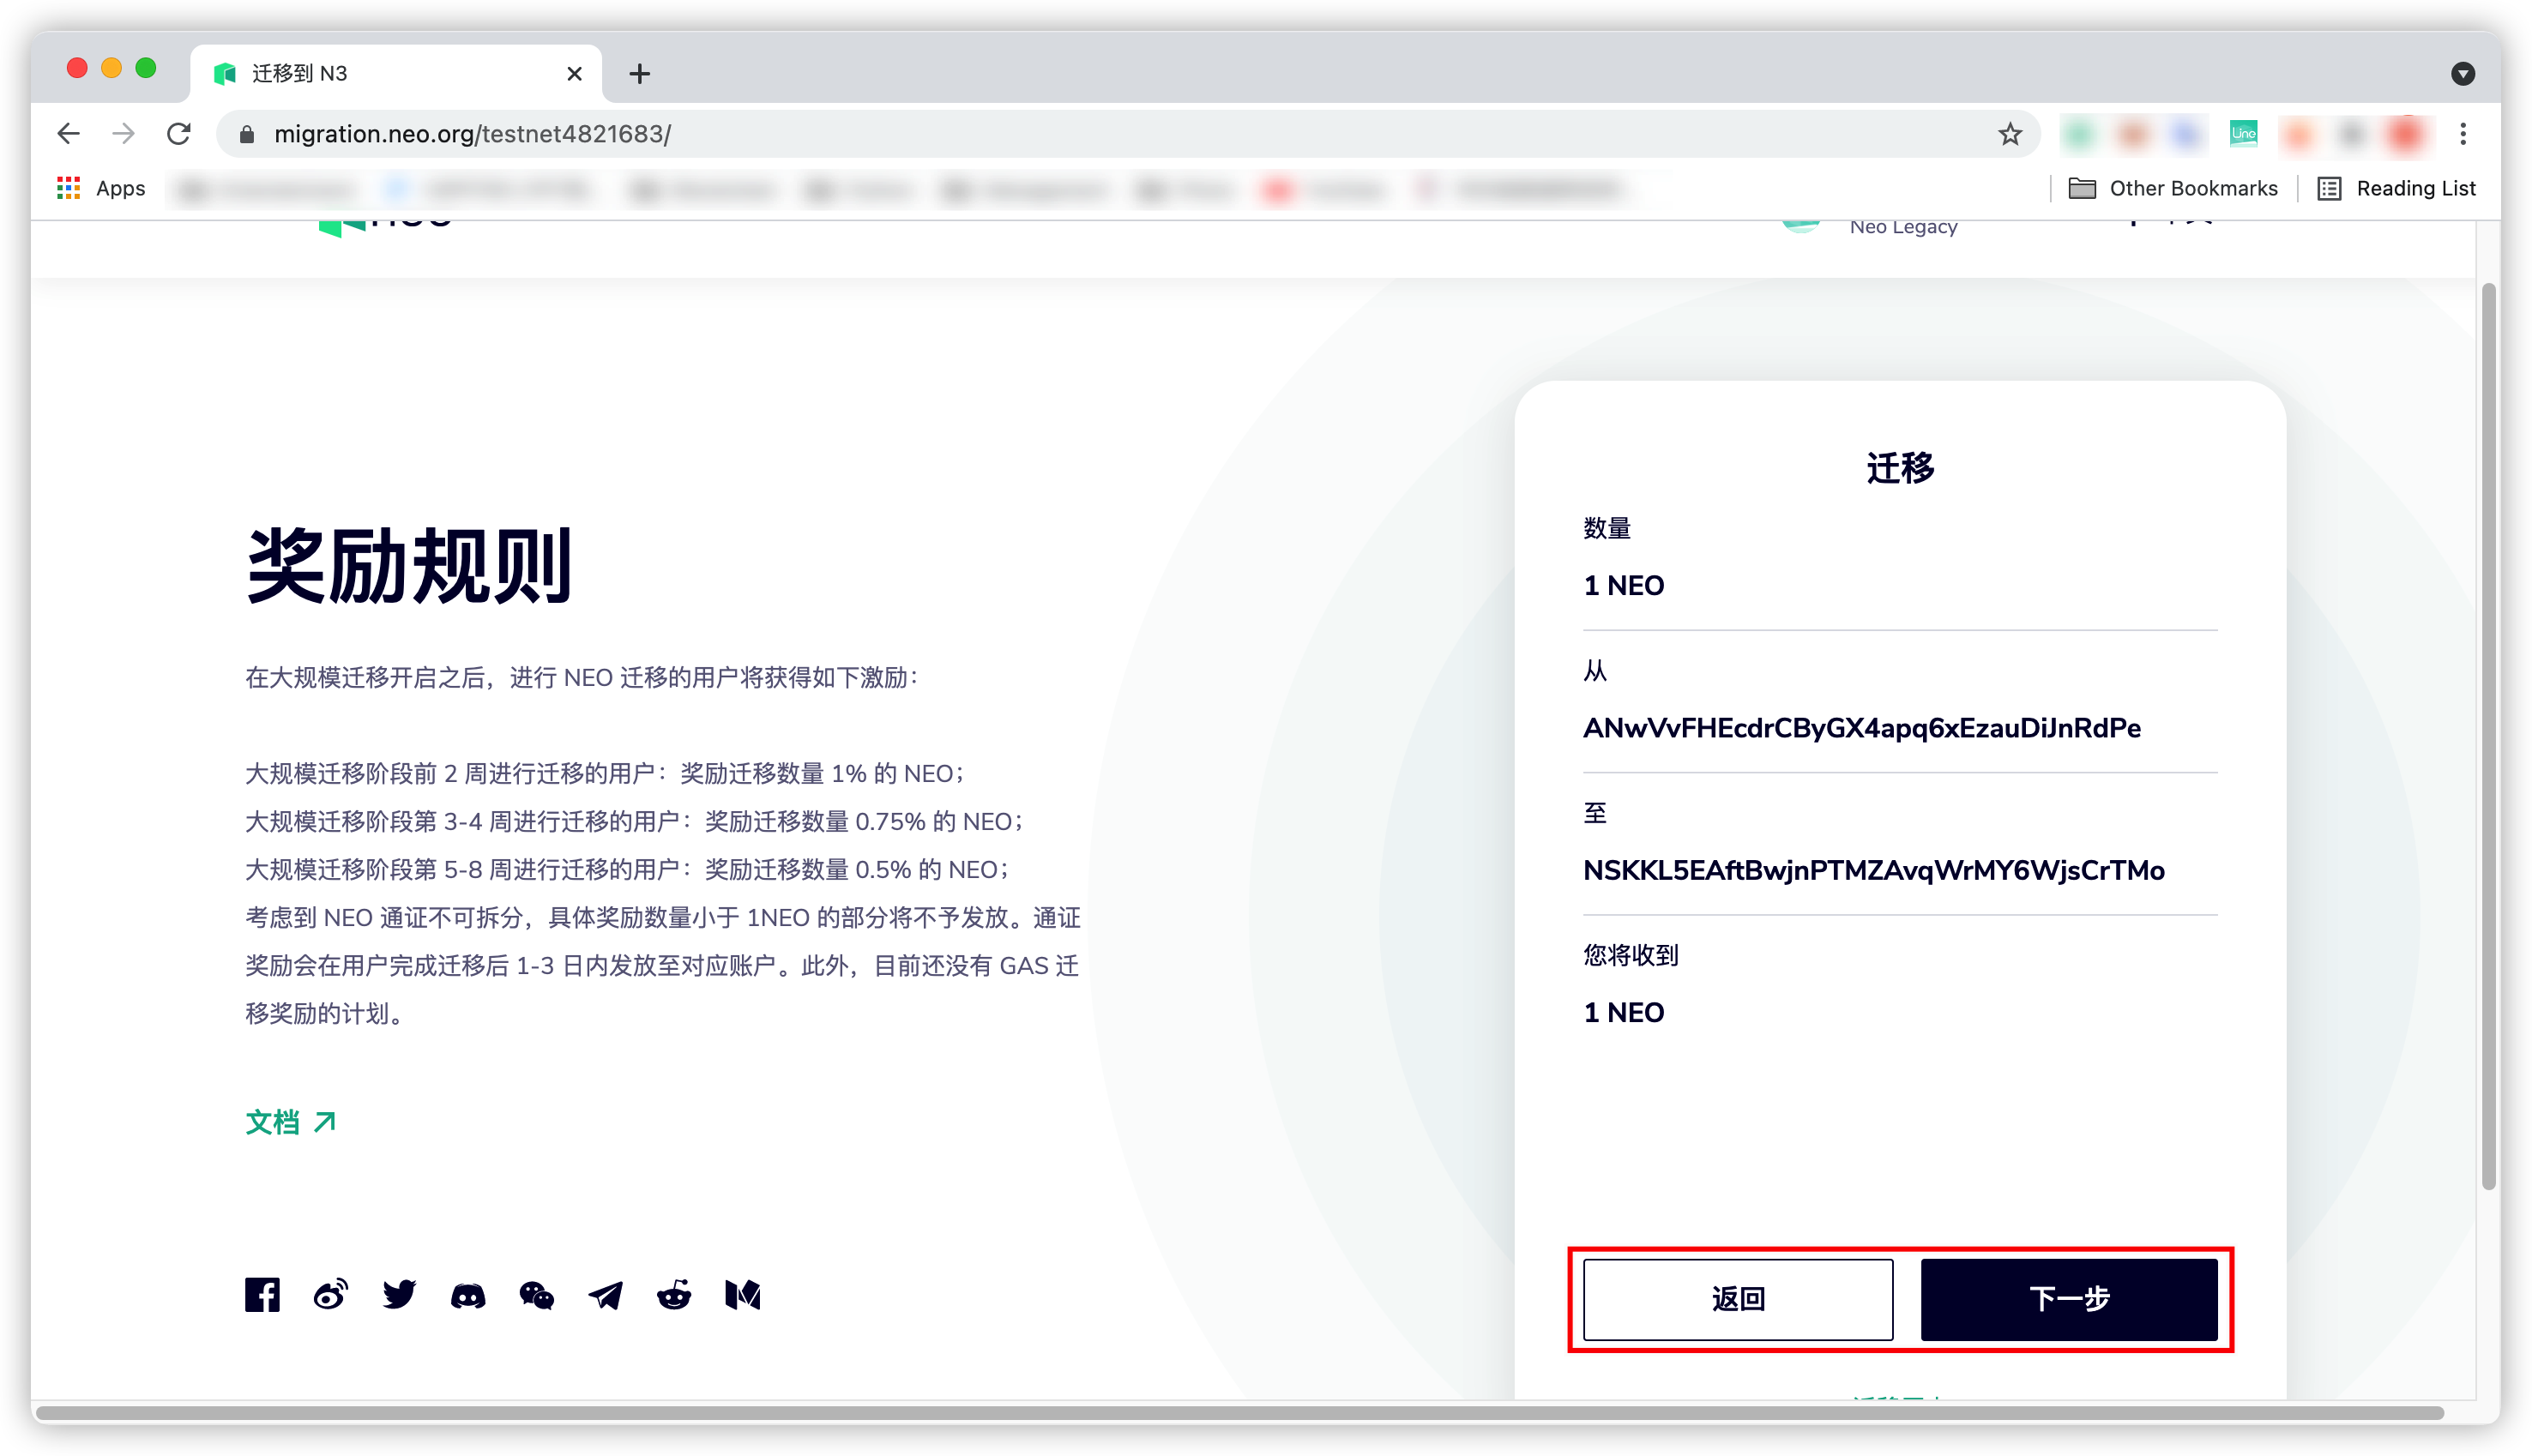 迁移到 N3
migration.neo.org/testnet4821683/
Une
Apps
Other Bookmarks
Reading List
neo
Neo Legacy
奖励规则
在大规模迁移开启之后，进行 NEO 迁移的用户将获得如下激励：
大规模迁移阶段前 2 周进行迁移的用户：奖励迁移数量 1% 的 NEO；
大规模迁移阶段第 3-4 周进行迁移的用户：奖励迁移数量 0.75% 的 NEO；
大规模迁移阶段第 5-8 周进行迁移的用户：奖励迁移数量 0.5% 的 NEO；
考虑到 NEO 通证不可拆分，具体奖励数量小于 1NEO 的部分将不予发放。通证
奖励会在用户完成迁移后 1-3 日内发放至对应账户。此外，目前还没有 GAS 迁
移奖励的计划。
文档
迁移
数量
1 NEO
从
ANwVvFHEcdrCByGX4apq6xEzauDiJnRdPe
至
NSKKL5EAftBwjnPTMZAvqWrMY6WjsCrTMo
您将收到
1 NEO
返回
下一步